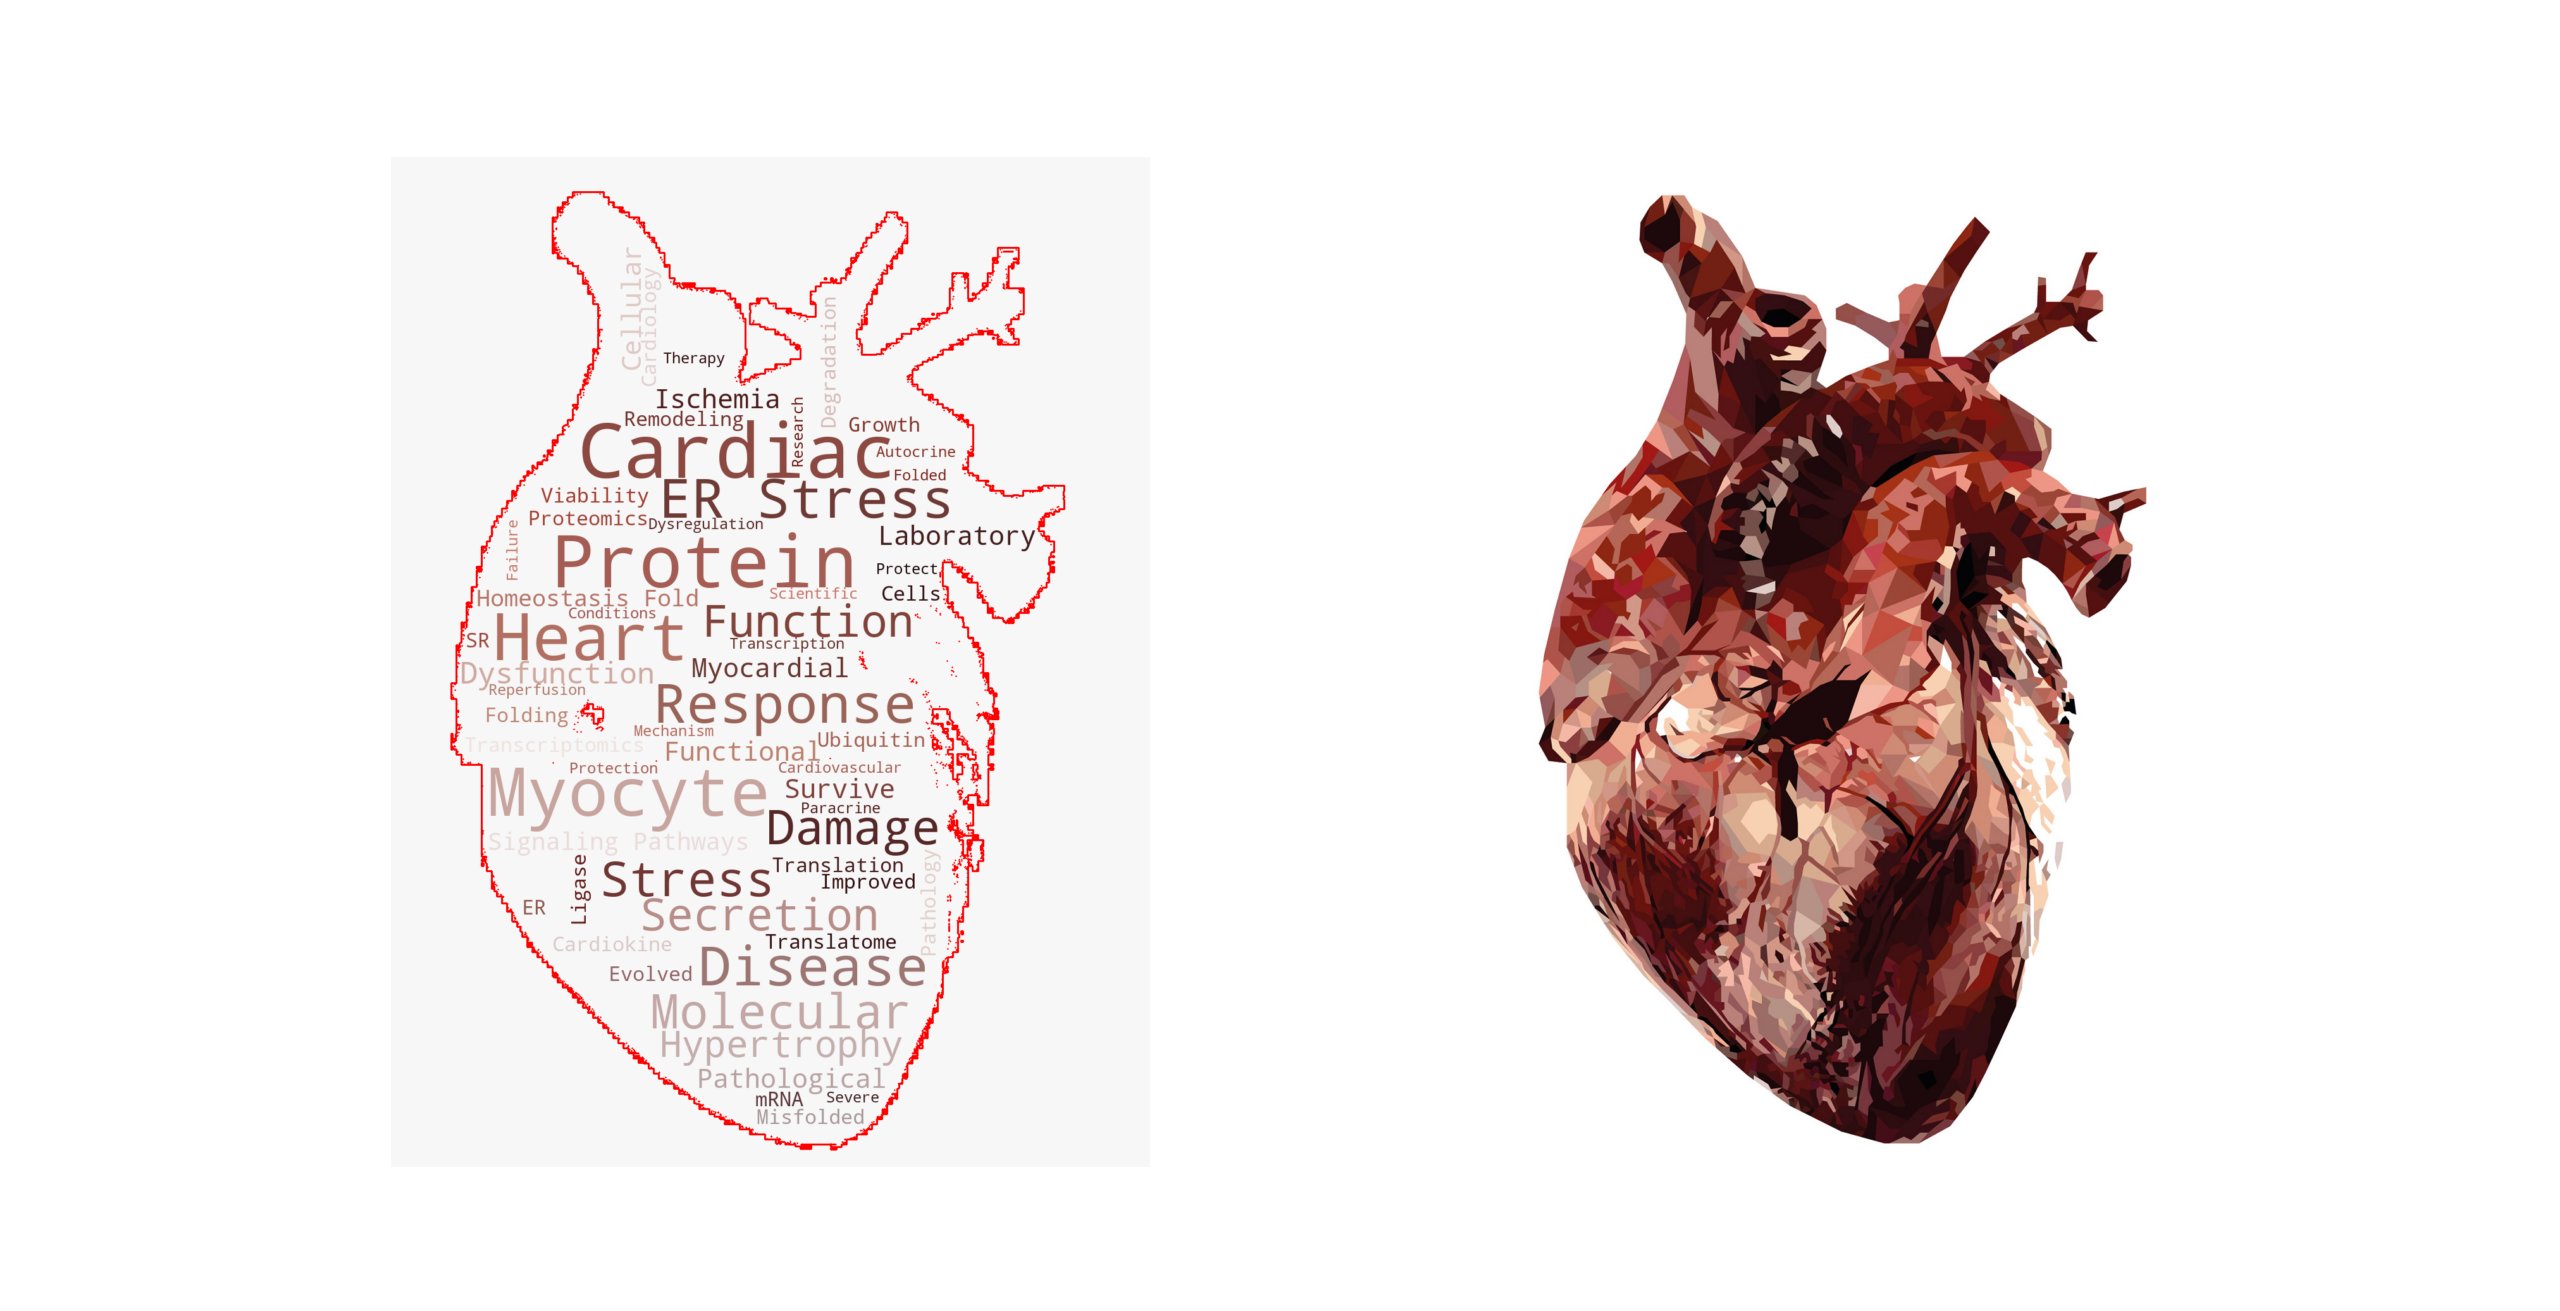 Cellular
Cardiology
Therapy
Degradation
Ischemia
Remodeling
Research
Growth
Cardiac
Autocrine
Folded
Viability
ER Stress
Proteomics
Dysregulation
Failure
Laboratory
Protein
Protect
Homeostasis Fold
Scientific
Cells
Conditions
Function
Heart
SR
Transcription
Dysfunction
Myocardial
Reperfusion
Response
Folding
Mechanism
Transcriptomics
Functional
Ubiquitin
Protection
Cardiovascular
Myocyte
Survive
Paracrine
Damage
Signaling Pathways
Translation
Stress
Improved
Ligase
Pathology
ER
Secretion
Cardiokine
Translatome
Evolved
Disease
Molecular
Hypertrophy
Pathological
mRNA
Severe
Misfolded